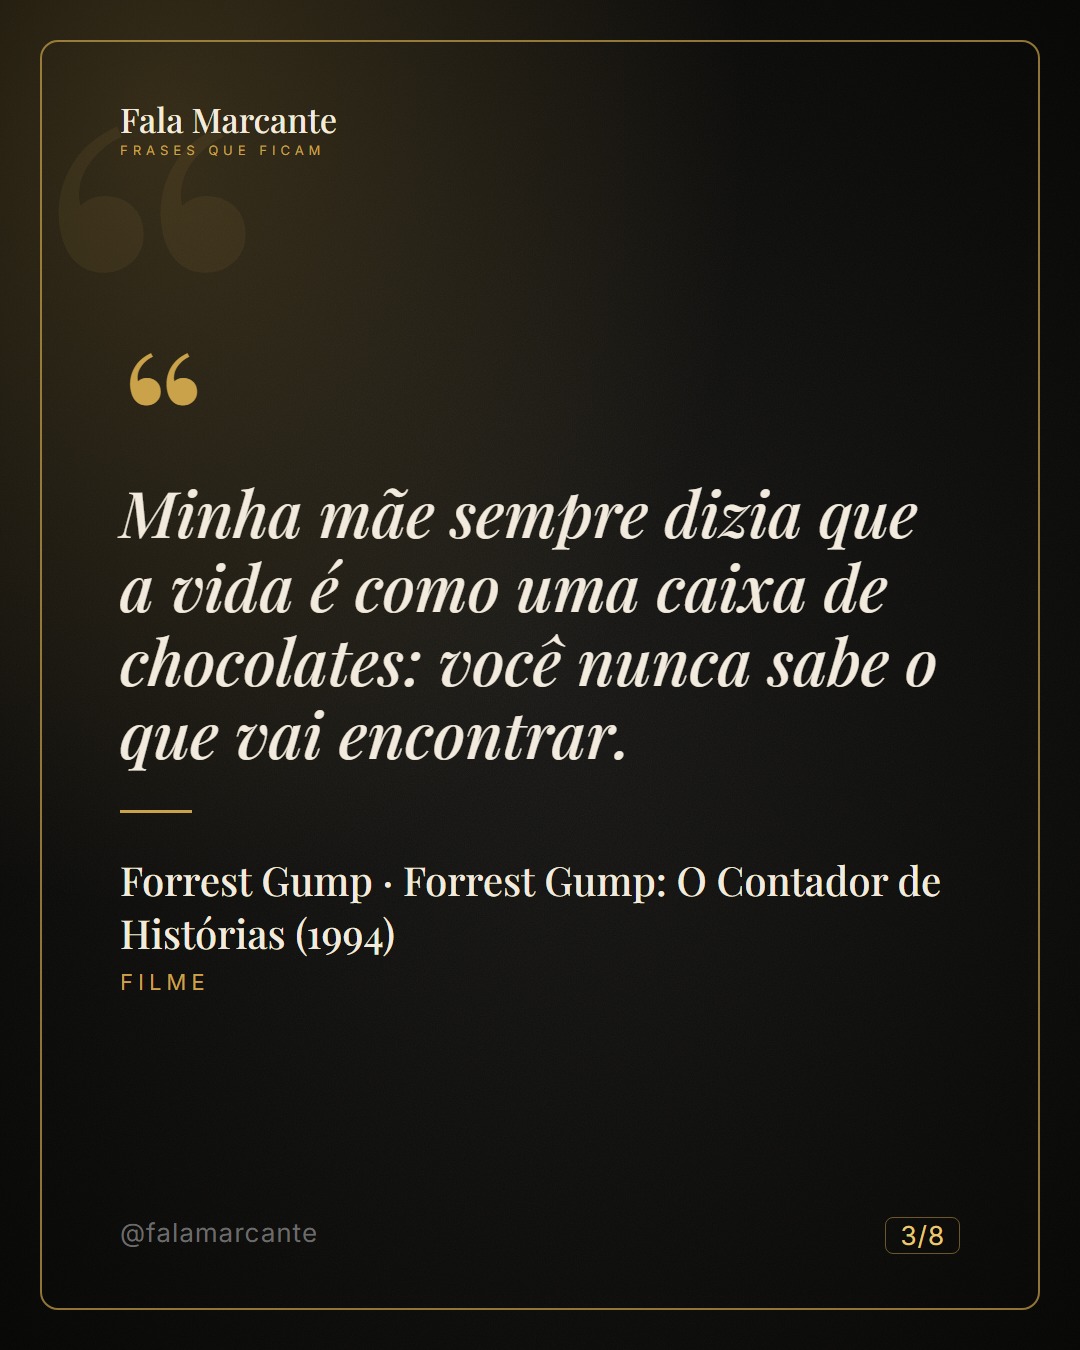 Fala Marcante
FRASES QUE FICAM
“
Minha mãe sempre dizia que
a vida é como uma caixa de
chocolates: você nunca sabe o
que vai encontrar.
Forrest Gump · Forrest Gump: O Contador de
Histórias (1994)
FILME
@falamarcante
3/8